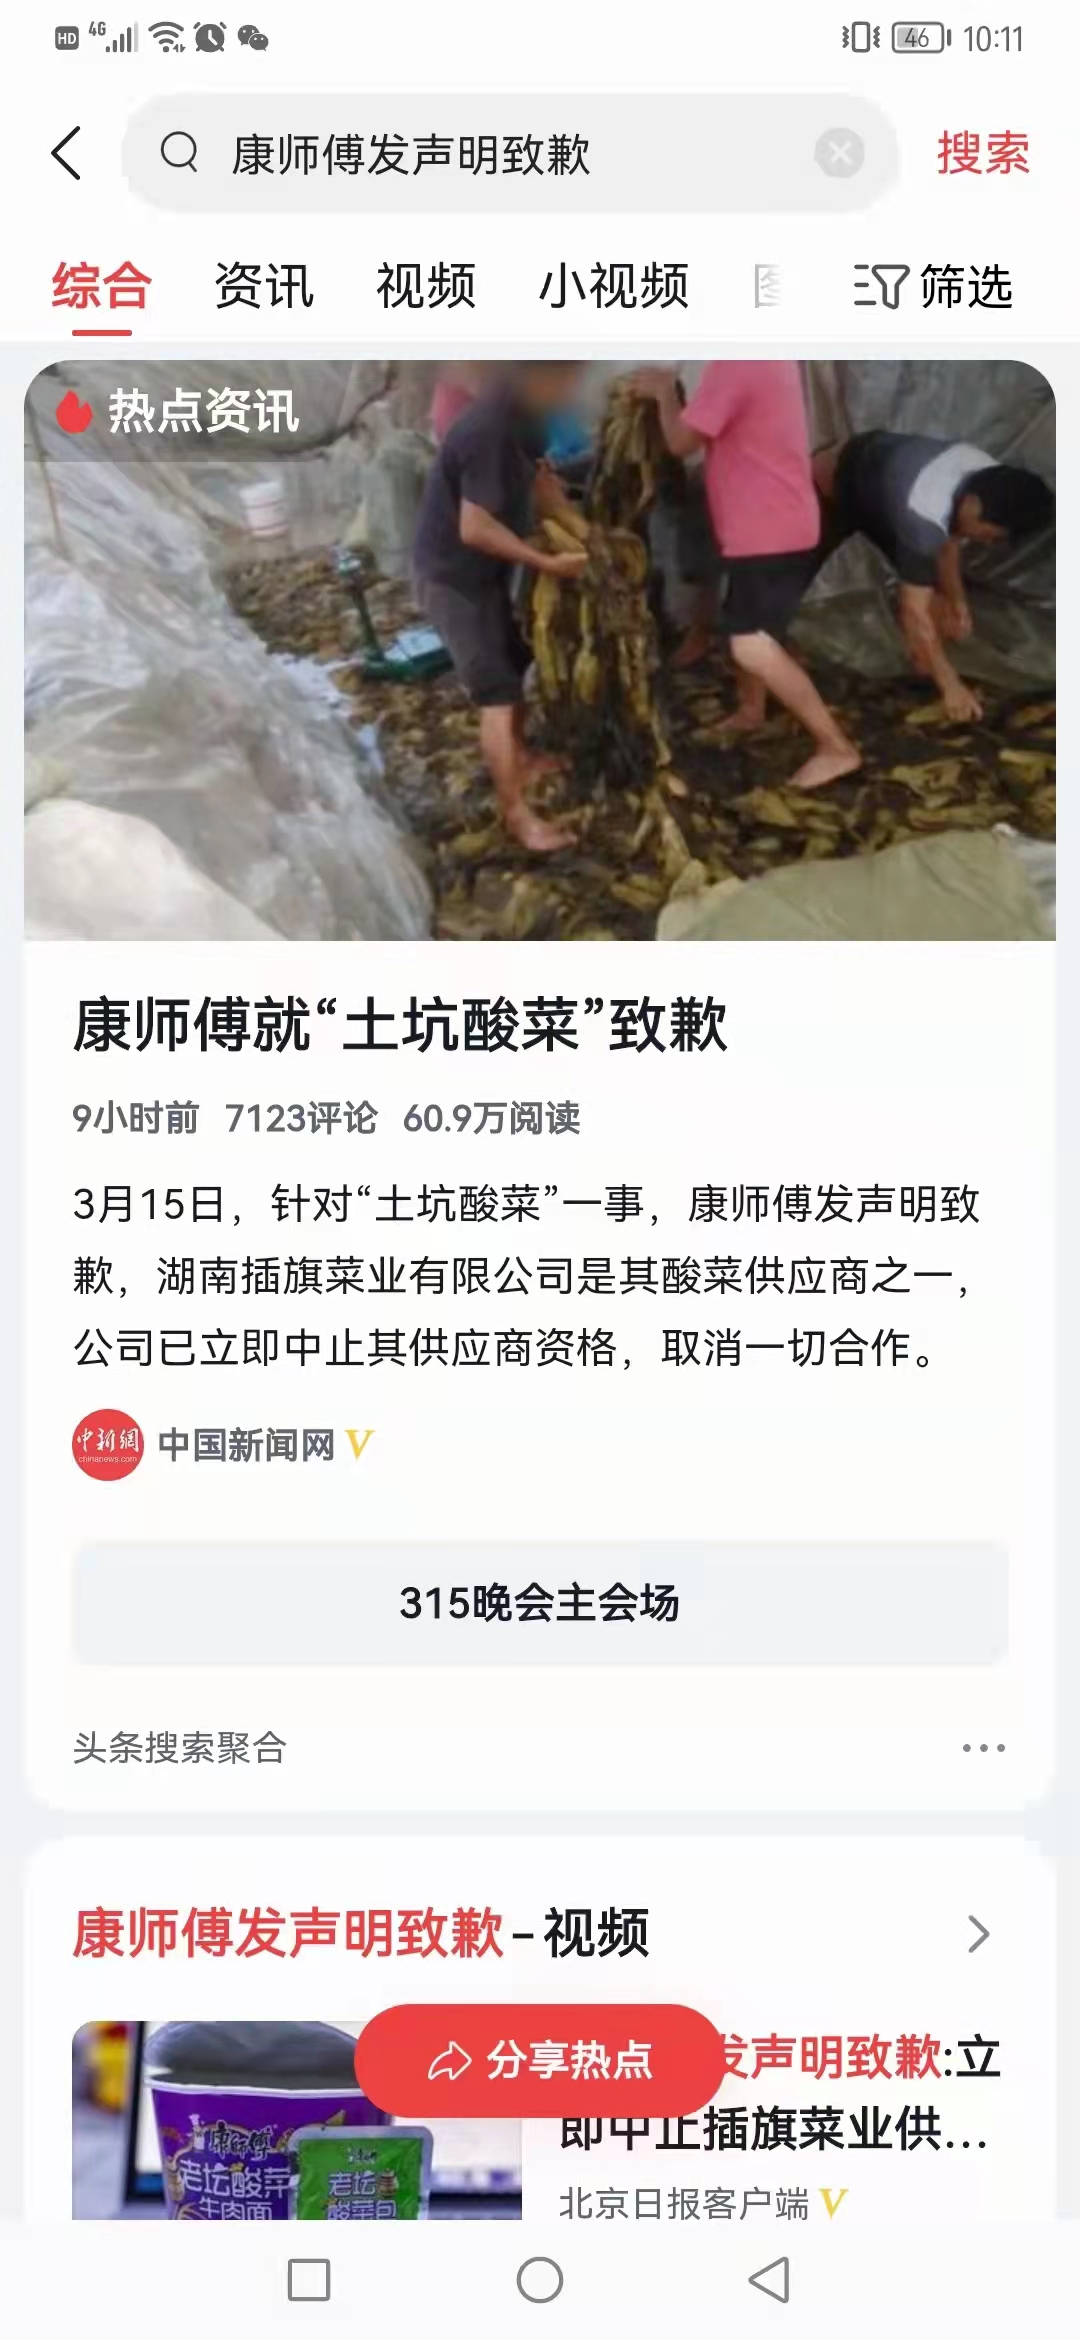 HD 4G 46 10:11
康师傅发声明致歉 搜索
综合 资讯 视频 小视频 筛选
热点资讯
康师傅就“土坑酸菜”致歉
9小时前 7123评论 60.9万阅读
3月15日，针对“土坑酸菜”一事，康师傅发声明致
歉，湖南插旗菜业有限公司是其酸菜供应商之一，
公司已立即中止其供应商资格，取消一切合作。
中新網
chinanews.com
中国新闻网 V
315晚会主会场
头条搜索聚合
康师傅发声明致歉-视频
分享热点
发声明致歉:立
即中止插旗菜业供...
北京日报客户端 V
康师傅
老坛酸菜
牛肉面
老坛
酸菜包